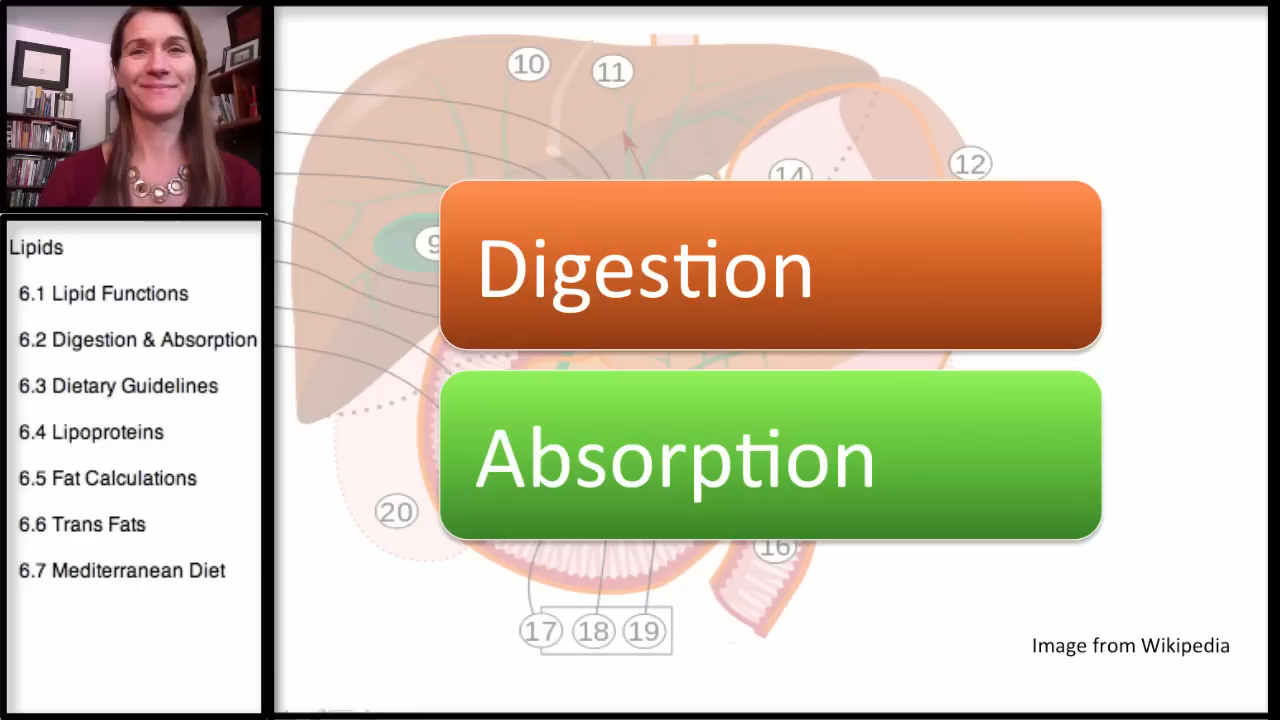 Lipids
6.1 Lipid Functions
6.2 Digestion & Absorption
6.3 Dietary Guidelines
6.4 Lipoproteins
6.5 Fat Calculations
6.6 Trans Fats
6.7 Mediterranean Diet
10
11
12
14
9
Digestion
Absorption
20
16
17 18 19
Image from Wikipedia